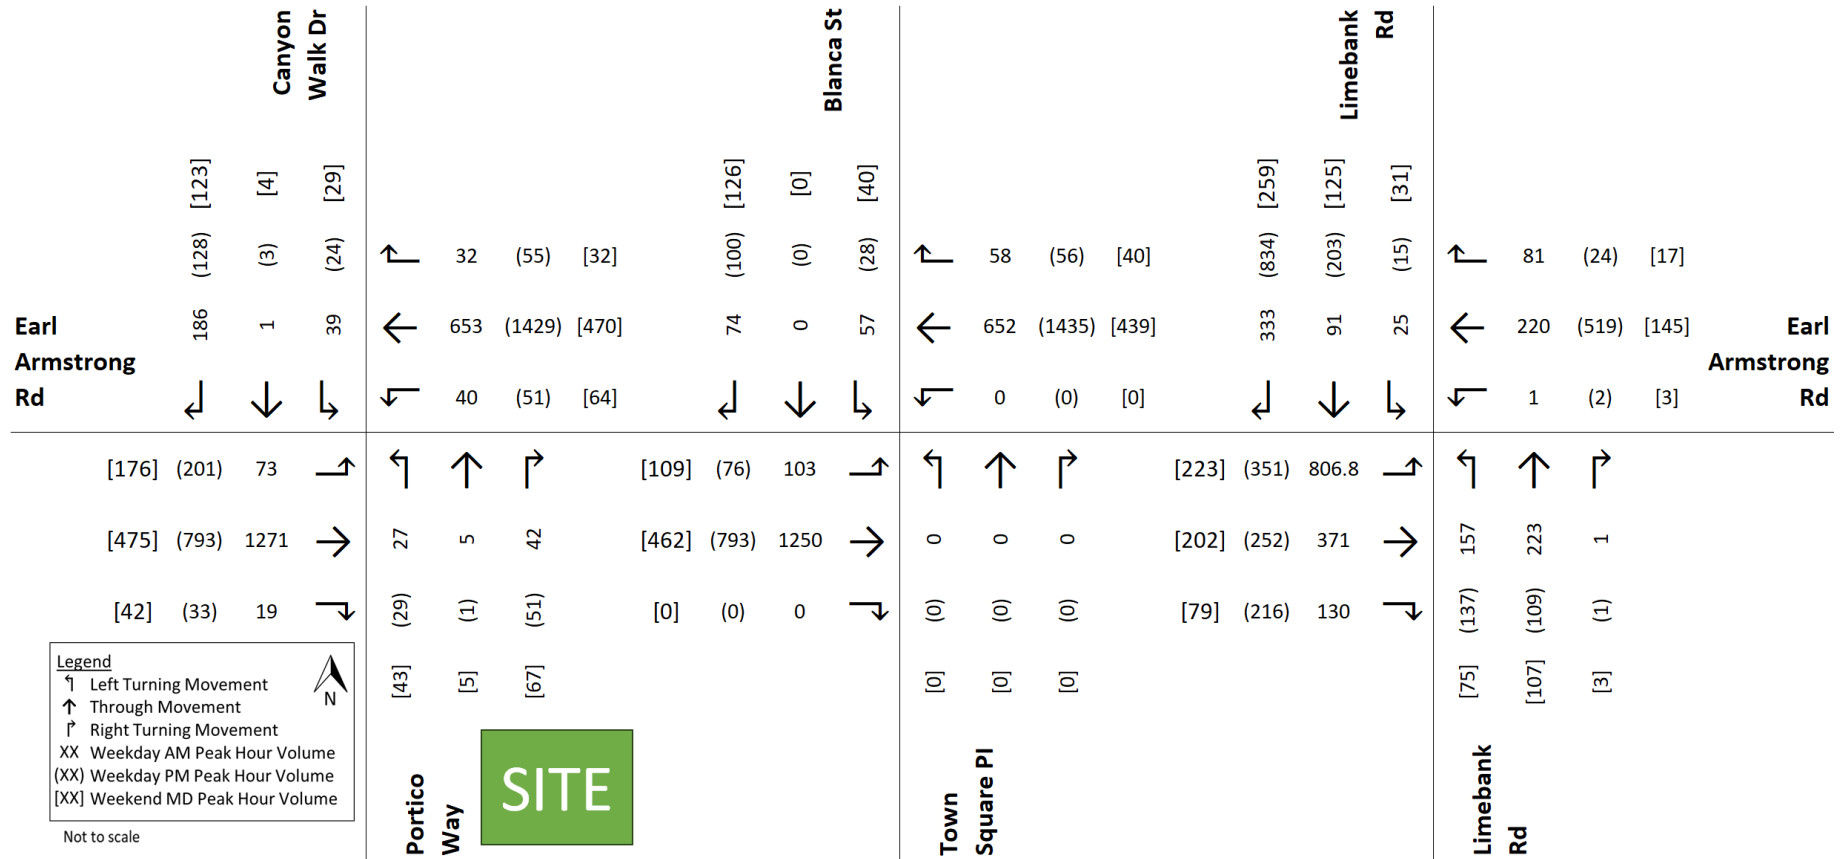 Canyon
Walk Dr
Blanca St
Limebank
Rd
[123] [4] [29]
(128) (3) (24)
186 1 39
[126] [0] [40]
(100) (0) (28)
74 0 57
[259] [125] [31]
(834) (203) (15)
333 91 25
32 (55) [32]
653 (1429) [470]
40 (51) [64]
58 (56) [40]
652 (1435) [439]
0 (0) [0]
81 (24) [17]
220 (519) [145]
1 (2) [3]
Earl
Armstrong
Rd
Earl
Armstrong
Rd
[176] (201) 73
[475] (793) 1271
[42] (33) 19
27 5 42
(29) (1) (51)
[43] [5] [67]
[109] (76) 103
[462] (793) 1250
[0] (0) 0
0 0 0
(0) (0) (0)
[0] [0] [0]
[223] (351) 806.8
[202] (252) 371
[79] (216) 130
157 223 1
(137) (109) (1)
[75] [107] [3]
Legend
Left Turning Movement
Through Movement
Right Turning Movement
XX Weekday AM Peak Hour Volume
(XX) Weekday PM Peak Hour Volume
[XX] Weekend MD Peak Hour Volume
N
Not to scale
Portico
Way
SITE
Town
Square Pl
Limebank
Rd